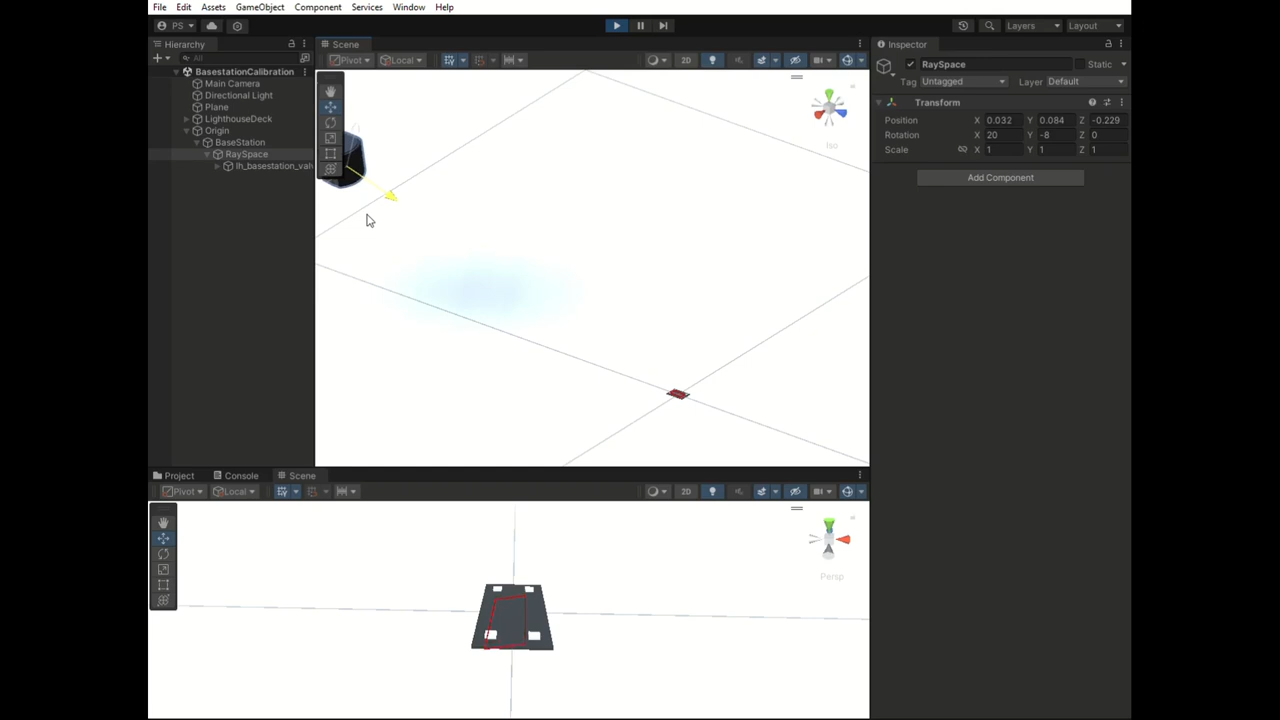 File Edit Assets GameObject Component Services Window Help
PS Layers Layout
Hierarchy
All
BasestationCalibration
Main Camera
Directional Light
Plane
LighthouseDeck
Origin
BaseStation
RaySpace
lh_basestation_val
Scene
Pivot Local 2D
Iso
Project Console Scene
Pivot Local 2D
Persp
Inspector
RaySpace Static
Tag Untagged Layer Default
Transform
Position X 0.032 Y 0.084 Z -0.229
Rotation X 20 Y -8 Z 0
Scale X 1 Y 1 Z 1
Add Component